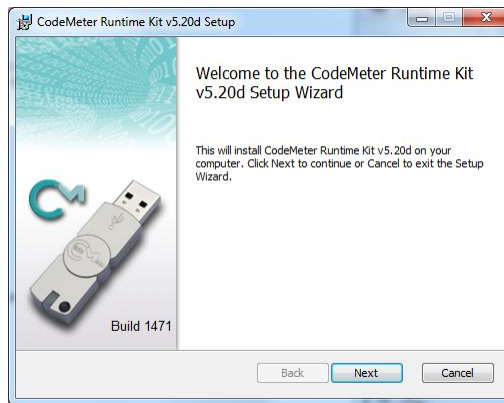 CodeMeter Runtime Kit v5.20d Setup
Welcome to the CodeMeter Runtime Kit
v5.20d Setup Wizard
This will install CodeMeter Runtime Kit v5.20d on your
computer. Click Next to continue or Cancel to exit the Setup
Wizard.
Build 1471
Back
Next
Cancel